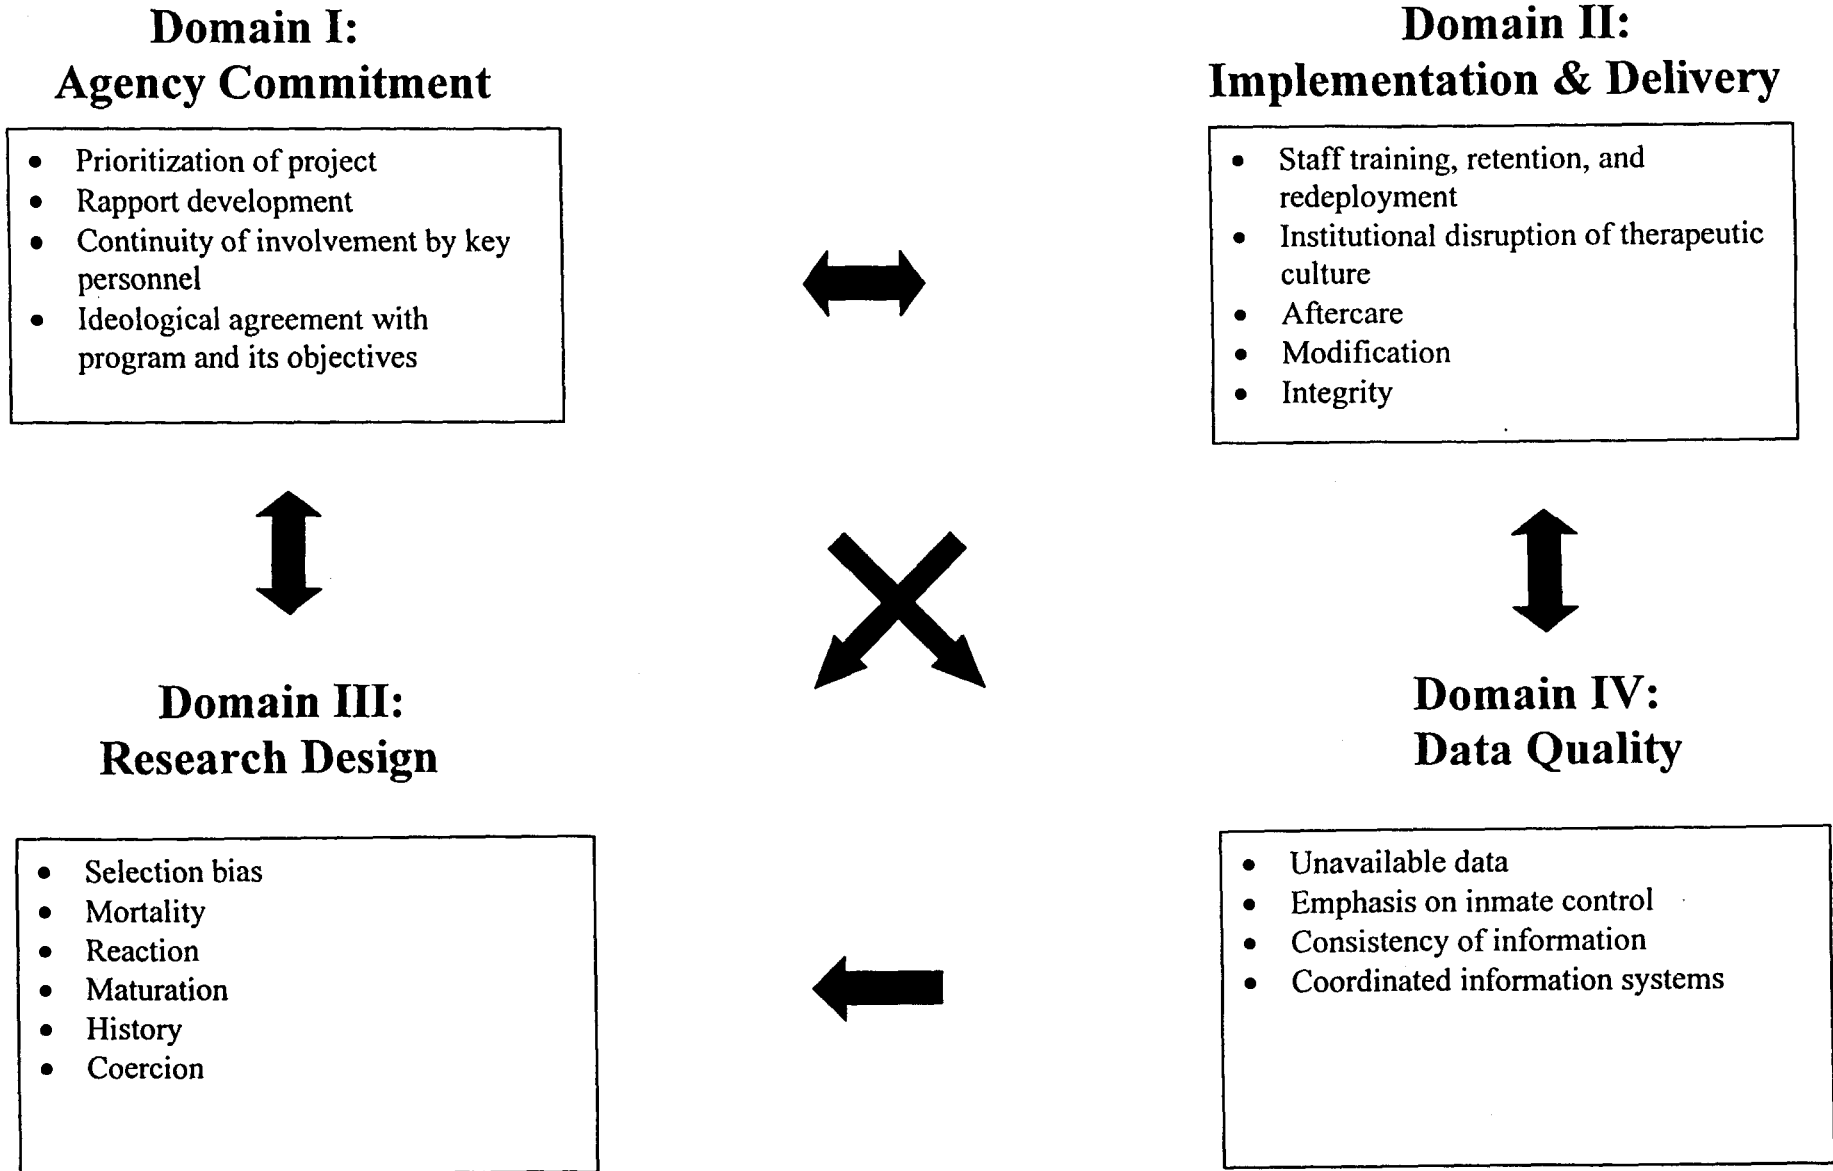 Domain I:
Agency Commitment
• Prioritization of project
• Rapport development
• Continuity of involvement by key
personnel
• Ideological agreement with
program and its objectives
Domain II:
Implementation & Delivery
• Staff training, retention, and
redeployment
• Institutional disruption of therapeutic
culture
• Aftercare
• Modification
• Integrity
Domain III:
Research Design
• Selection bias
• Mortality
• Reaction
• Maturation
• History
• Coercion
Domain IV:
Data Quality
• Unavailable data
• Emphasis on inmate control
• Consistency of information
• Coordinated information systems